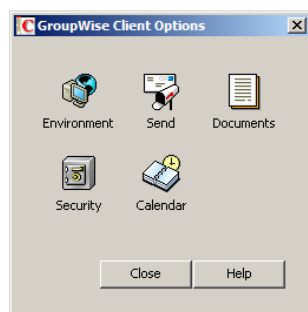 GroupWise Client Options
Environment Send Documents
Security Calendar
Close Help